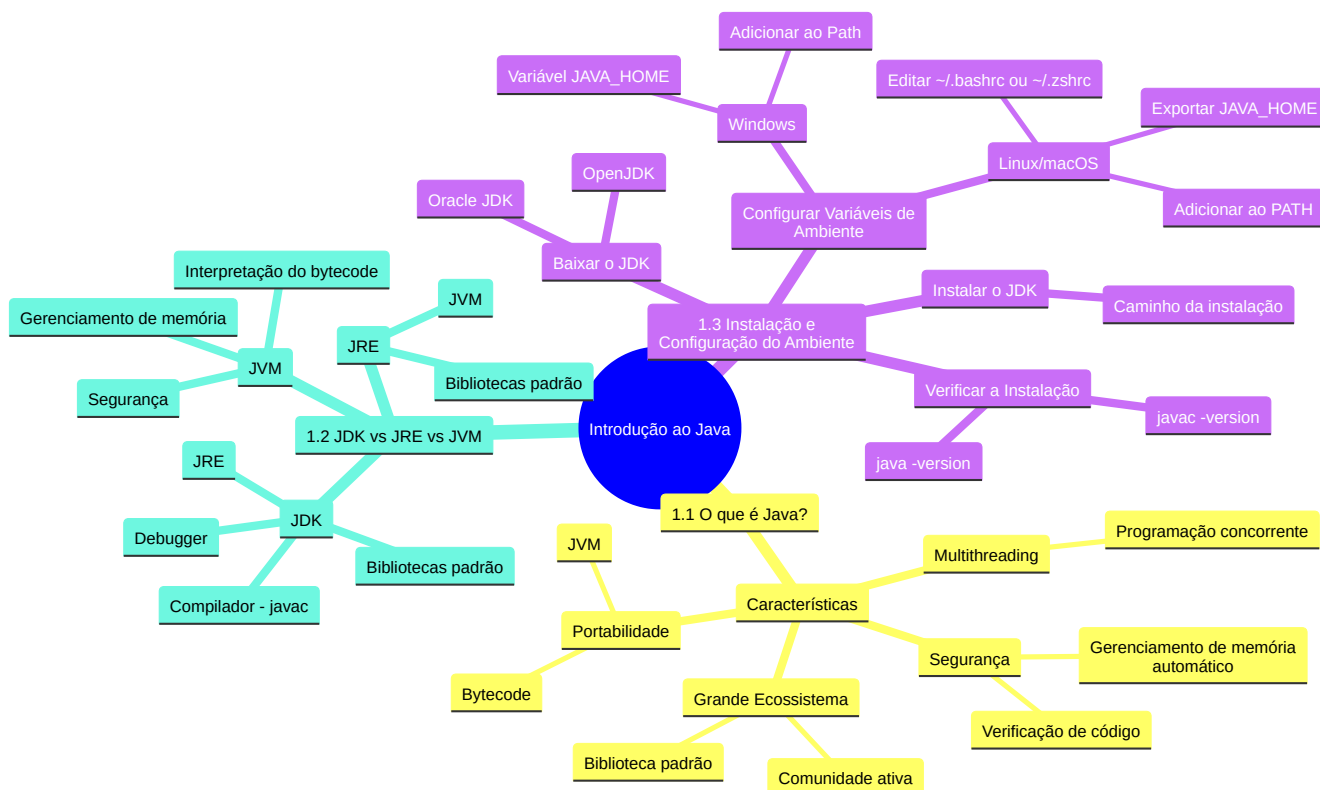 Introdução ao Java
1.1 O que é Java?
Características
Portabilidade
JVM
Bytecode
Grande Ecossistema
Biblioteca padrão
Comunidade ativa
Segurança
Gerenciamento de memória
automático
Verificação de código
Multithreading
Programação concorrente
1.2 JDK vs JRE vs JVM
JDK
JRE
Debugger
Compilador - javac
Bibliotecas padrão
JRE
JVM
Bibliotecas padrão
JVM
Interpretação do bytecode
Gerenciamento de memória
Segurança
1.3 Instalação e
Configuração do Ambiente
Baixar o JDK
Oracle JDK
OpenJDK
Configurar Variáveis de
Ambiente
Windows
Variável JAVA_HOME
Adicionar ao Path
Linux/macOS
Editar ~/.bashrc ou ~/.zshrc
Exportar JAVA_HOME
Adicionar ao PATH
Instalar o JDK
Caminho da instalação
Verificar a Instalação
java -version
javac -version